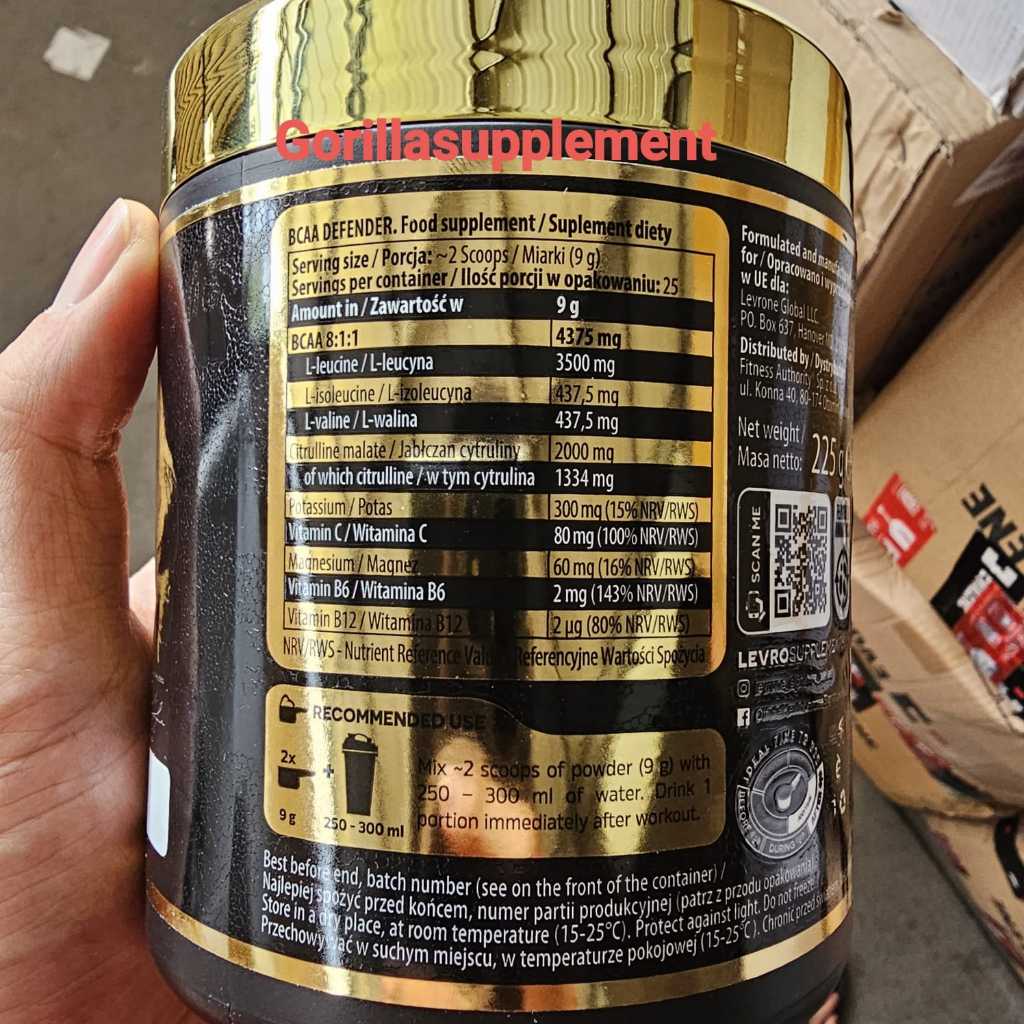 Gorillasupplement
BCAA DEFENDER. Food supplement / Suplement diety
Serving size / Porcja: ~2 Scoops / Miarki (9 g)
Servings per container / Ilość porcji w opakowaniu: 25
Amount in / Zawartość w 9 g
BCAA 8:1:1 4375 mg
L-leucine / L-leucyna 3500 mg
L-isoleucine / L-izoleucyna 437,5 mg
L-valine / L-walina 437,5 mg
Citrulline malate / Jabłczan cytruliny 2000 mg
of which citrulline / w tym cytrulina 1334 mg
Potassium / Potas 300 mg (15% NRV/RWS)
Vitamin C / Witamina C 80 mg (100% NRV/RWS)
Magnesium / Magnez 60 mg (16% NRV/RWS)
Vitamin B6 / Witamina B6 2 mg (143% NRV/RWS)
Vitamin B12 / Witamina B12 2 µg (80% NRV/RWS)
NRV/RWS - Nutrient Reference Referencyjne Wartości Spożycia
RECOMMENDED USE
2x
+
9 g
250 - 300 ml
Mix ~2 scoops of powder (9 g) with
250 – 300 ml of water. Drink 1
portion immediately after workout.
Best before end, batch number (see on the front of the container) /
Najlepiej spożyć przed końcem, numer partii produkcyjnej (patrz z przodu opakowania).
Store in a dry place, at room temperature (15-25°C). Protect against light. Do not freeze.
Przechowywać w suchym miejscu, w temperaturze pokojowej (15-25°C). Chronić przed
Formulated and
for / Opracowano i
w UE dla:
Levrone Global LLC
PO. Box 637, Hanover
Distributed by /
Fitness Authority
ul. Konna 40,
Net weight /
Masa netto: 225 g
SCAN ME
LEVROSUPPLEMEN
IDEAL TIME TO
BEFORE
DURING